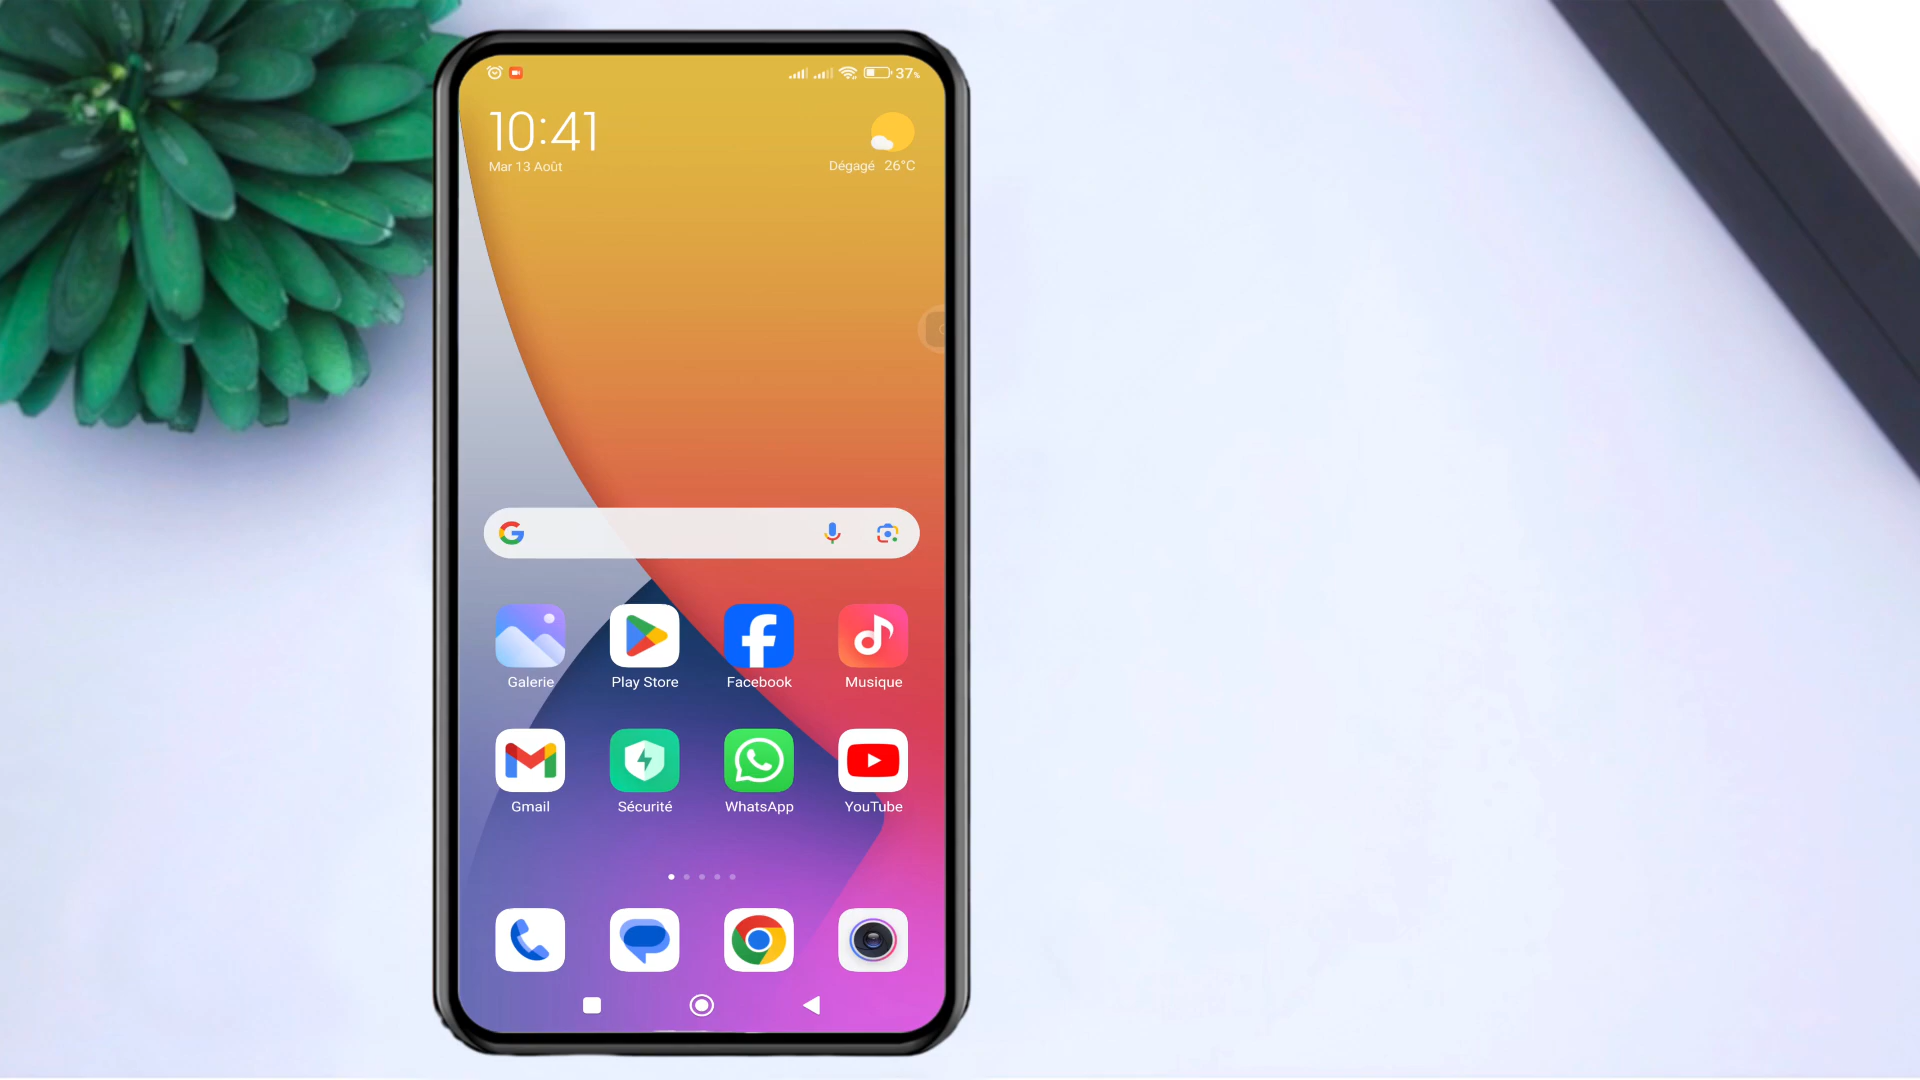 37%
10:41
Mar 13 Août
Dégagé 26°C
Galerie Play Store Facebook Musique
Gmail Sécurité WhatsApp YouTube